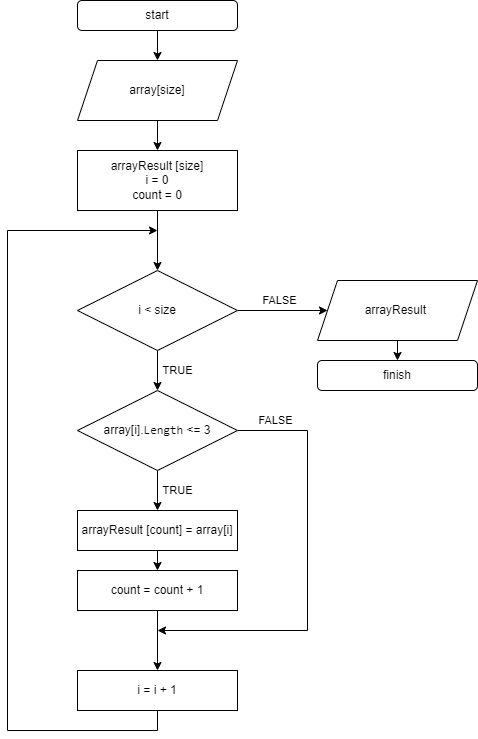 start
array[size]
arrayResult [size]
i = 0
count = 0
i < size
FALSE
arrayResult
TRUE
finish
array[i].Length <= 3
FALSE
TRUE
arrayResult [count] = array[i]
count = count + 1
i = i + 1